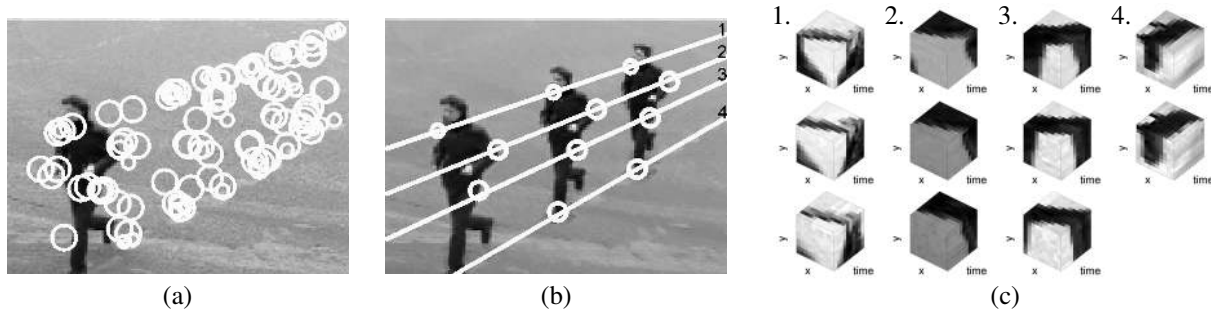 1
2
3
4
1. 2. 3. 4.
y x time y x time y x time y x time
y x time y x time y x time y x time
y x time y x time y x time
(a) (b) (c)